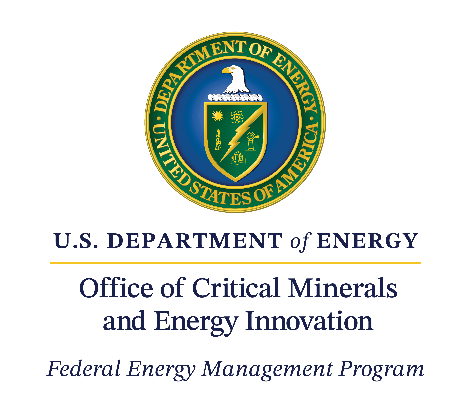 DEPARTMENT OF ENERGY
UNITED STATES OF AMERICA
U.S. DEPARTMENT of ENERGY
Office of Critical Minerals
and Energy Innovation
Federal Energy Management Program